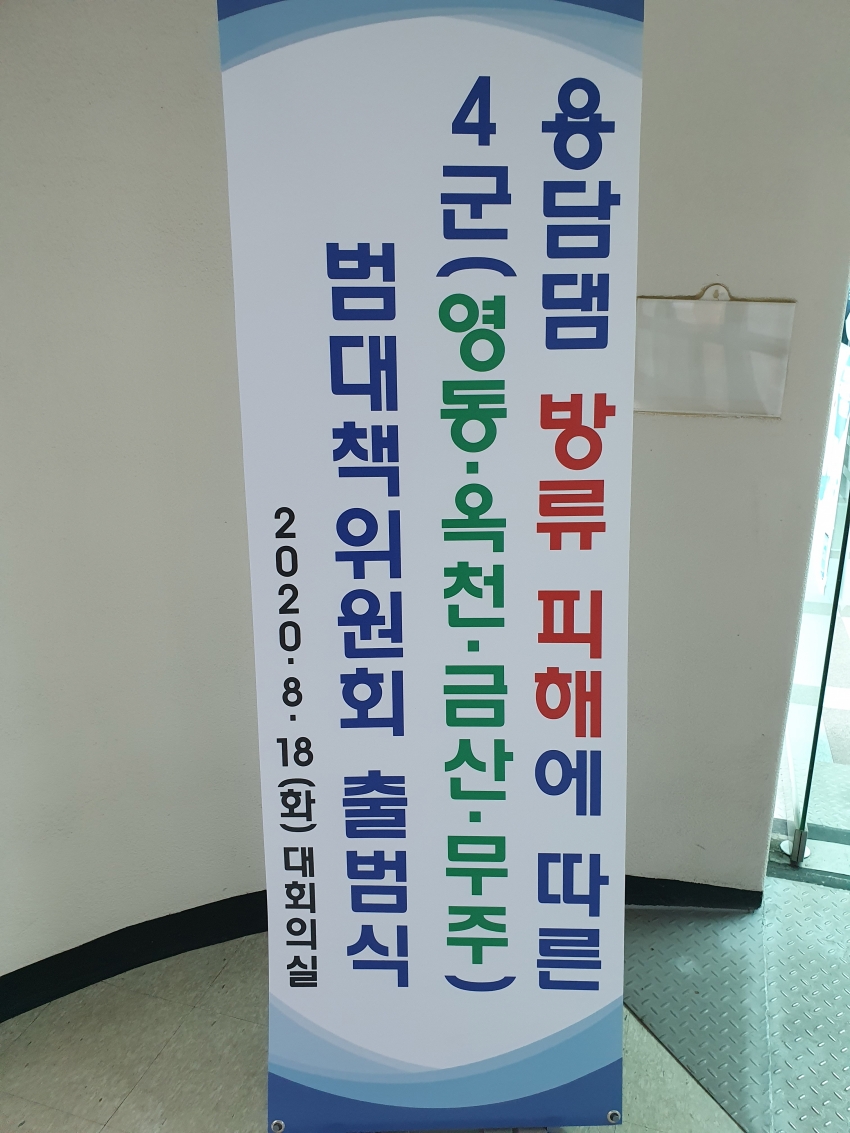 용담댐 방류 피해에 따른
4군(영동·옥천·금산·무주)
범대책위원회 출범식
2020·8·18(화) 대회의실